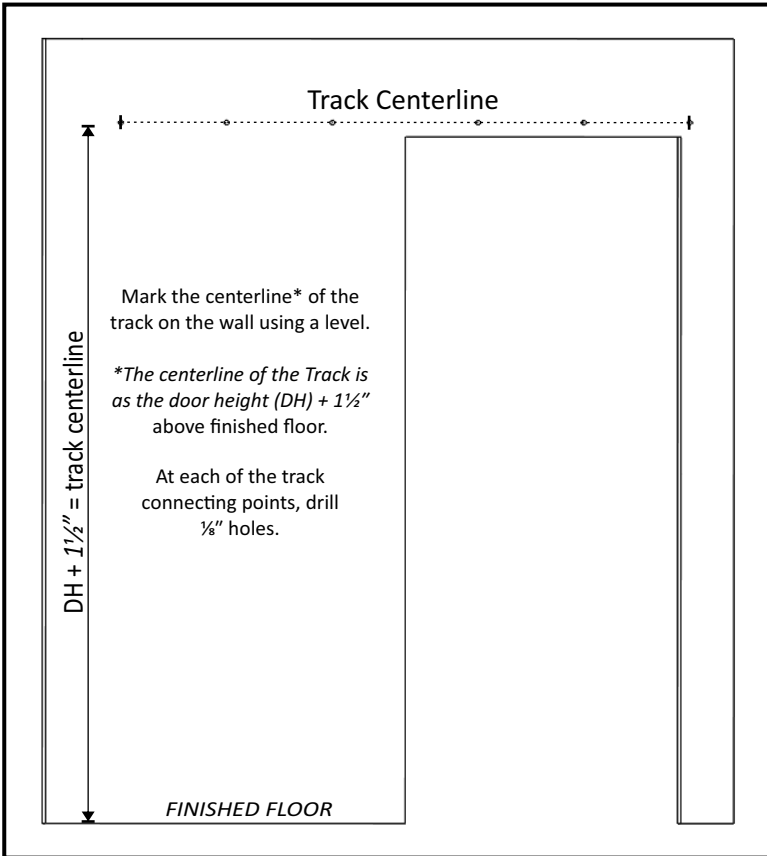 Track Centerline
DH + 1½″ = track centerline
Mark the centerline* of the
track on the wall using a level.
*The centerline of the Track is
as the door height (DH) + 1½″
above finished floor.
At each of the track
connecting points, drill
⅛″ holes.
FINISHED FLOOR